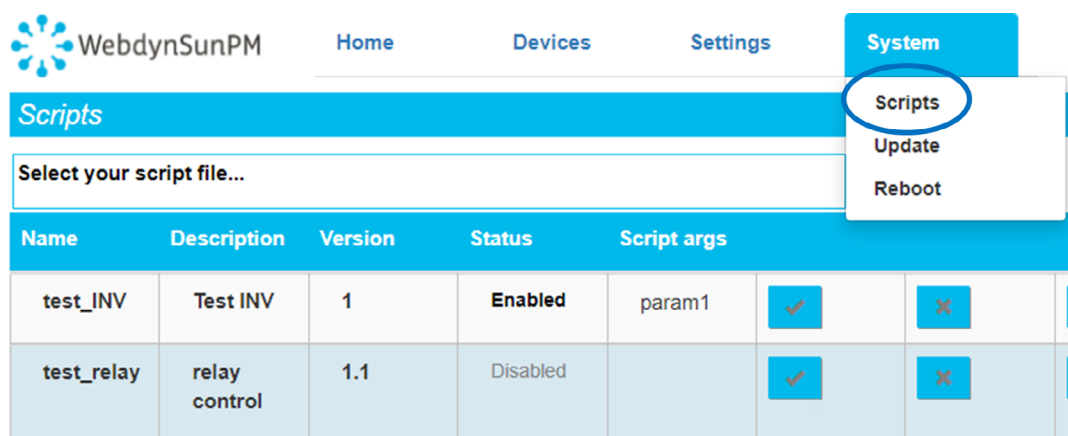 WebdynSunPM Home Devices Settings System
Scripts
Scripts
Update
Reboot
Select your script file...
Name Description Version Status Script args
test_INV Test INV 1 Enabled param1
test_relay relay control 1.1 Disabled